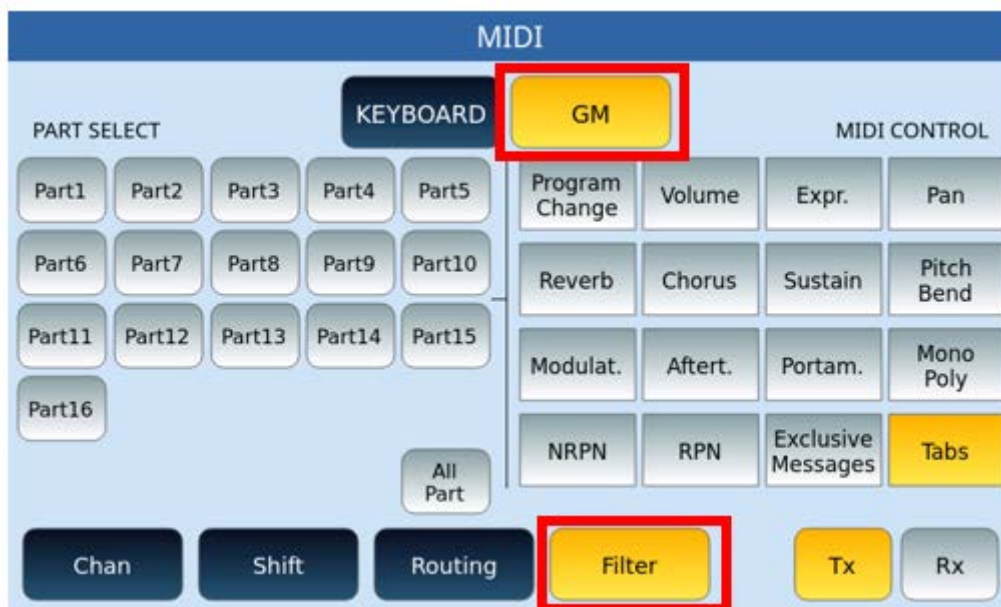 MIDI
KEYBOARD GM
PART SELECT MIDI CONTROL
Part1 Part2 Part3 Part4 Part5
Part6 Part7 Part8 Part9 Part10
Part11 Part12 Part13 Part14 Part15
Part16
All
Part
Program
Change
Volume Expr. Pan
Reverb Chorus Sustain
Pitch
Bend
Modulat. Aftert. Portam.
Mono
Poly
NRPN RPN
Exclusive
Messages
Tabs
Chan Shift Routing Filter Tx Rx